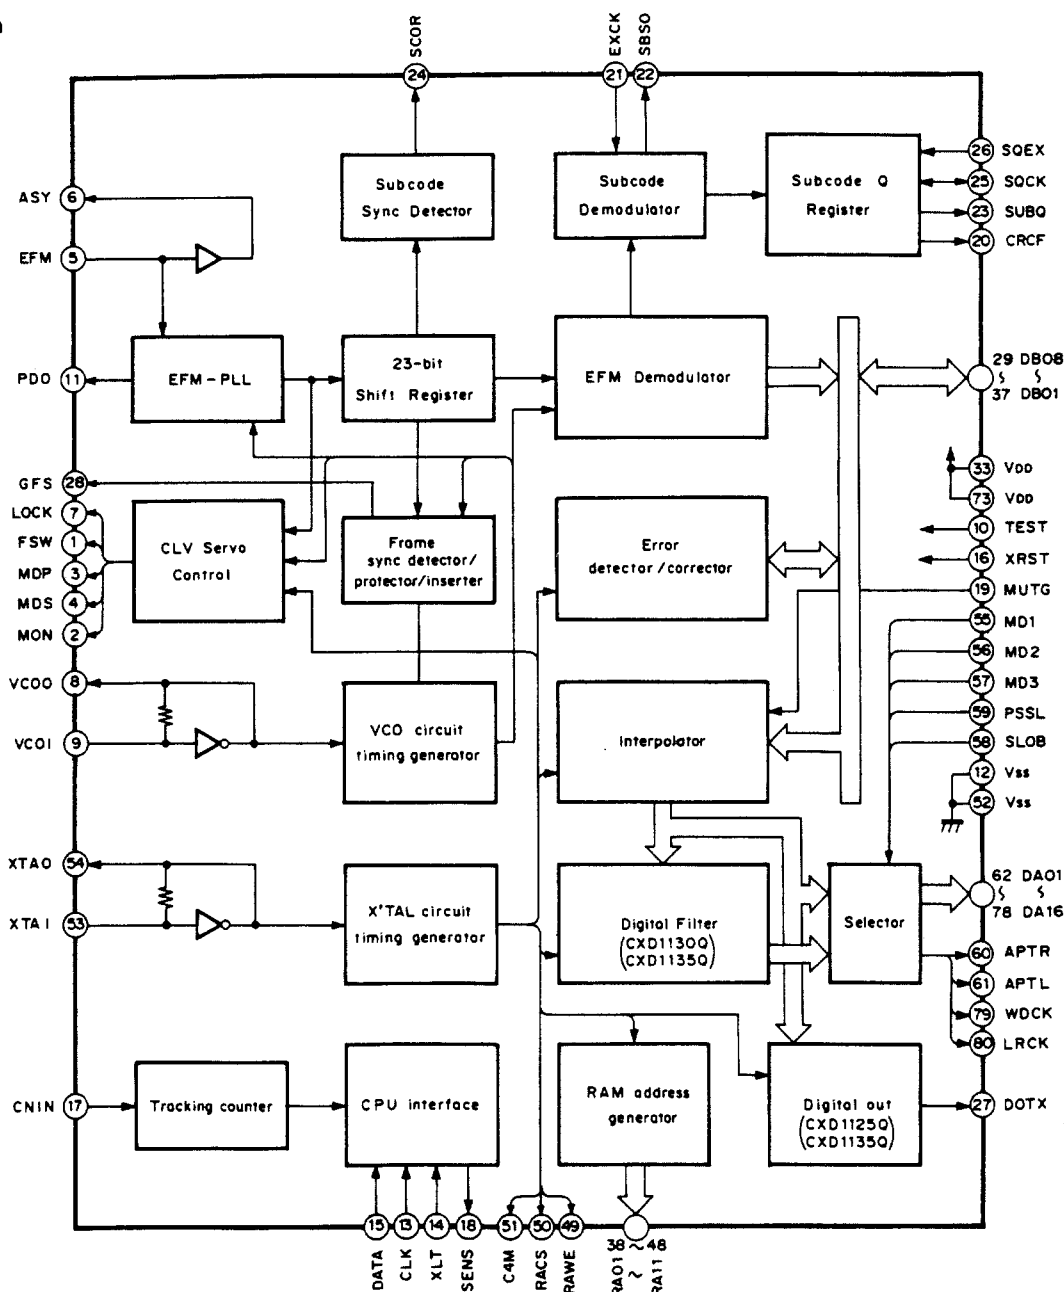 SCOR
24
EXCK
21
SBSO
22
ASY
6
EFM
5
Subcode
Sync Detector
Subcode
Demodulator
Subcode Q
Register
26
SQEX
25
SQCK
23
SUBQ
20
CRCF
PDO
11
EFM-PLL
23-bit
Shift Register
EFM Demodulator
29 DB08
37 DB01
GFS
28
LOCK
7
FSW
1
MDP
3
MDS
4
MON
2
CLV Servo
Control
Frame
sync detector/
protector/inserter
Error
detector/corrector
33
VDD
73
VDD
10
TEST
16
XRST
19
MUTG
55
MD1
56
MD2
57
MD3
59
PSSL
58
SLOB
12
Vss
52
Vss
VCOO
8
VCOI
9
VCO circuit
timing generator
Interpolator
XTAO
54
XTAI
53
X'TAL circuit
timing generator
Digital Filter
(CXD1130Q)
(CXD1135Q)
Selector
62 DA01
78 DA16
60
APTR
61
APTL
79
WDCK
80
LRCK
CNIN
17
Tracking counter
CPU interface
RAM address
generator
Digital out
(CXD1125Q)
(CXD1135Q)
27
DOTX
15
13
14
18
51
50
49
DATA
CLK
XLT
SENS
C4M
RACS
RAWE
38 ~ 48
RA01 ~ RA11